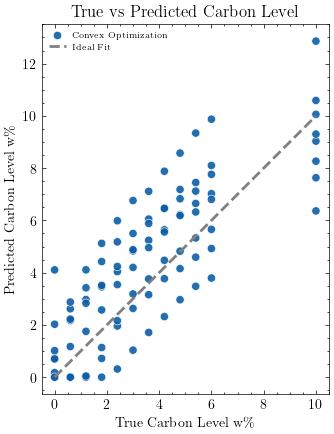 True vs Predicted Carbon Level
Convex Optimization
Ideal Fit
12
10
8
6
4
2
0
Predicted Carbon Level w%
0 2 4 6 8 10
True Carbon Level w%